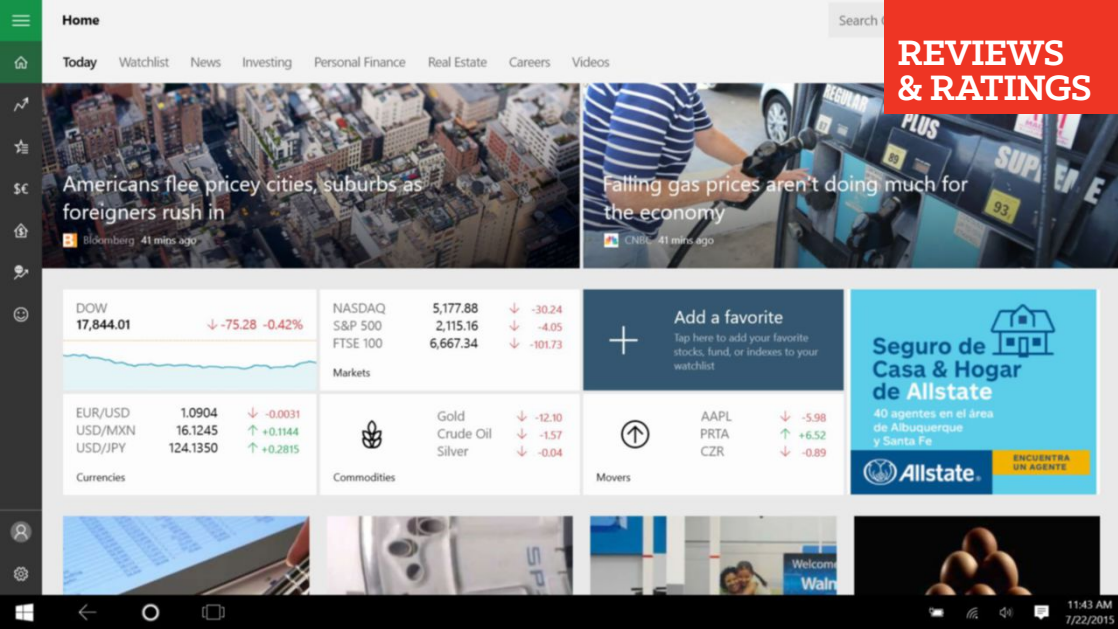 Home
Search
REVIEWS
& RATINGS
Today Watchlist News Investing Personal Finance Real Estate Careers Videos
Americans flee pricey cities, suburbs as
foreigners rush in
Bloomberg 41 mins ago
REGULAR
PLUS
SUPREME
87
89
93
Falling gas prices aren't doing much for
the economy
CNBC 41 mins ago
DOW
17,844.01 -75.28 -0.42%
NASDAQ 5,177.88 -30.24
S&P 500 2,115.16 -4.05
FTSE 100 6,667.34 -101.73
Markets
Add a favorite
Tap here to add your favorite
stocks, fund, or indexes to your
watchlist
Seguro de
Casa & Hogar
de Allstate
40 agentes en el área
de Albuquerque
y Santa Fe
Allstate.
ENCUENTRA
UN AGENTE
EUR/USD 1.0904 -0.0031
USD/MXN 16.1245 +0.1144
USD/JPY 124.1350 +0.2815
Currencies
Gold -12.10
Crude Oil -1.57
Silver -0.04
Commodities
AAPL -5.98
PRTA +6.52
CZR -0.89
Movers
SP
Welcome
Waln
11:43 AM
7/22/2015